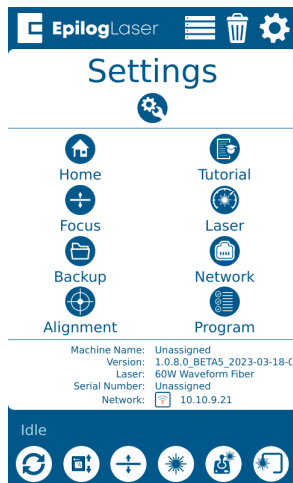 EpilogLaser
Settings
Home Tutorial
Focus Laser
Backup Network
Alignment Program
Machine Name: Unassigned
Version: 1.0.8.0_BETA5_2023-03-18-0
Laser: 60W Waveform Fiber
Serial Number: Unassigned
Network: 10.10.9.21
Idle